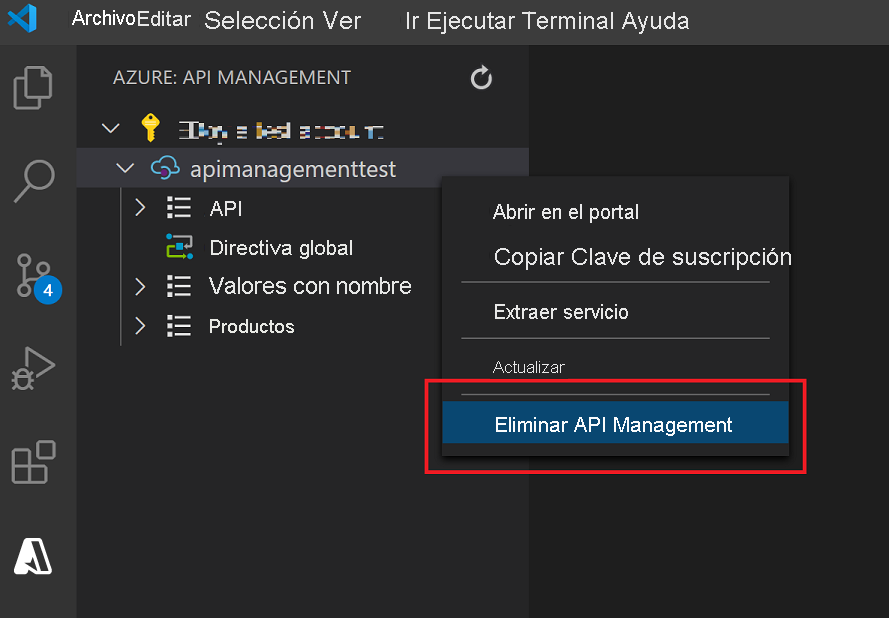 ArchivoEditar Selección Ver Ir Ejecutar Terminal Ayuda
AZURE: API MANAGEMENT
apimanagementtest
API
Directiva global
Valores con nombre
Productos
4
Abrir en el portal
Copiar Clave de suscripción
Extraer servicio
Actualizar
Eliminar API Management